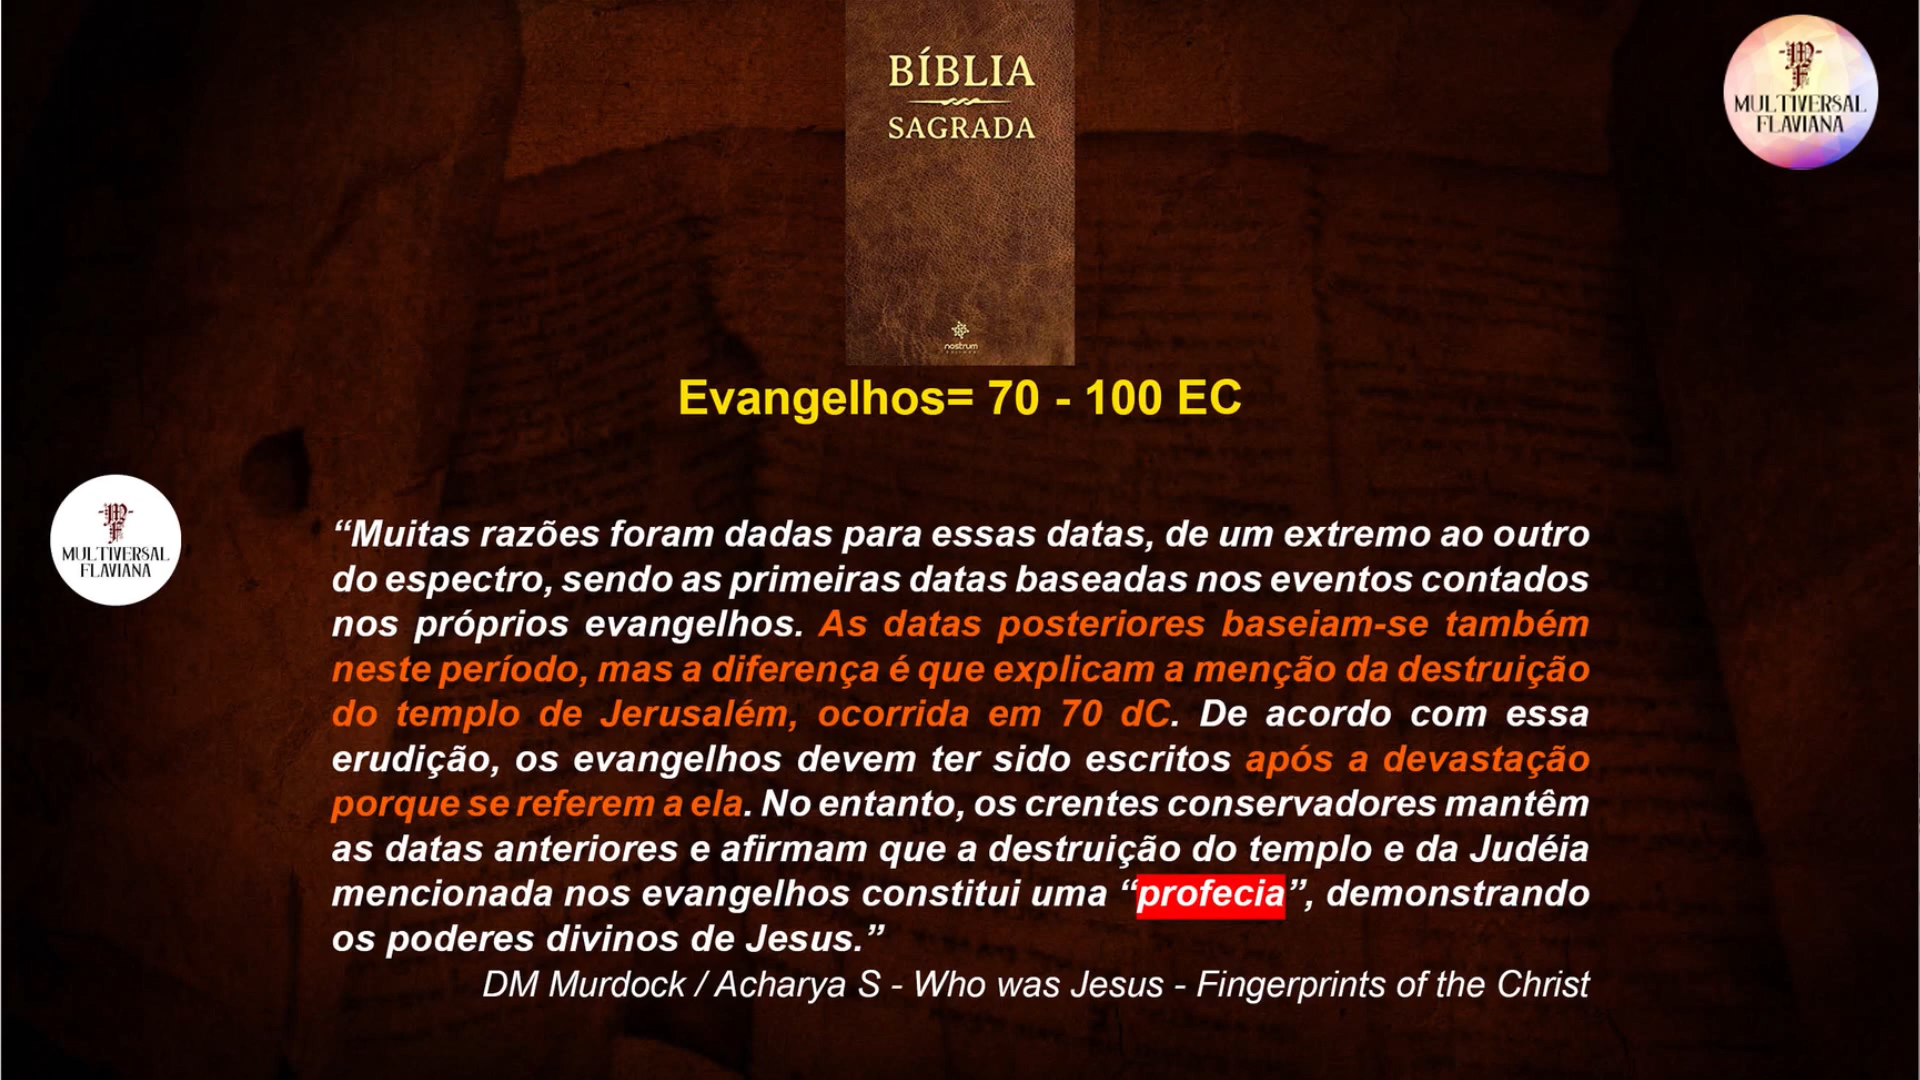 BÍBLIA
SAGRADA
nostrum
-M-
F
MULTIVERSAL
FLAVIANA
Evangelhos= 70 - 100 EC
-M-
F
MULTIVERSAL
FLAVIANA
“Muitas razões foram dadas para essas datas, de um extremo ao outro
do espectro, sendo as primeiras datas baseadas nos eventos contados
nos próprios evangelhos. As datas posteriores baseiam-se também
neste período, mas a diferença é que explicam a menção da destruição
do templo de Jerusalém, ocorrida em 70 dC. De acordo com essa
erudição, os evangelhos devem ter sido escritos após a devastação
porque se referem a ela. No entanto, os crentes conservadores mantêm
as datas anteriores e afirmam que a destruição do templo e da Judéia
mencionada nos evangelhos constitui uma “profecia”, demonstrando
os poderes divinos de Jesus.”
DM Murdock / Acharya S - Who was Jesus - Fingerprints of the Christ